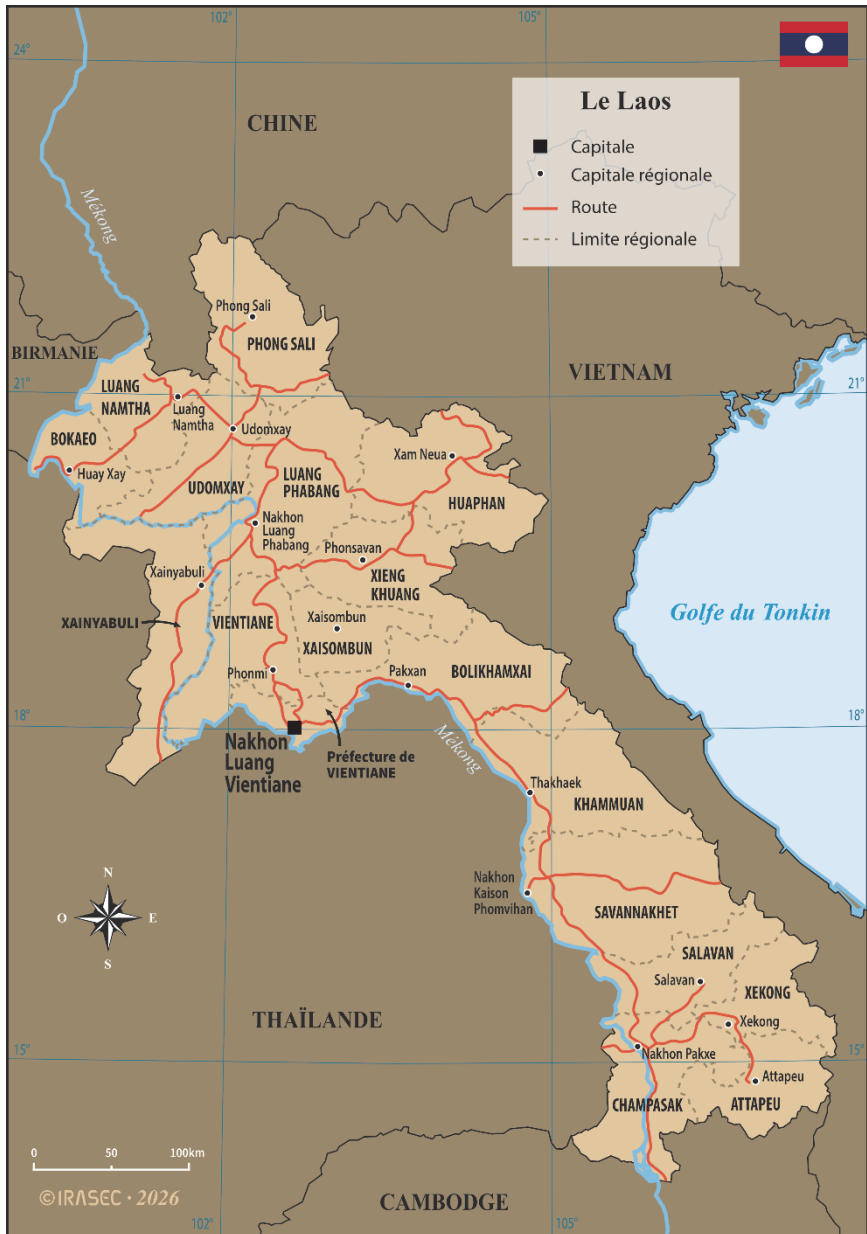 102°
105°
24°
Le Laos
Capitale
Capitale régionale
Route
Limite régionale
CHINE
Mékong
Phong Sali
PHONG SALI
BIRMANIE
VIETNAM
21°
21°
LUANG
NAMTHA
Luang
Namtha
Udomxay
BOKAEO
Huay Xay
Xam Neua
LUANG
PHABANG
UDOMXAY
HUAPHAN
Nakhon
Luang
Phabang
Phonsavan
XIENG
KHUANG
Xainyabuli
XAINYABULI
VIENTIANE
Xaisombun
XAISOMBUN
Golfe du Tonkin
Phonmi
Pakxan
BOLIKHAMXAI
18°
18°
Nakhon
Luang
Vientiane
Préfecture de
VIENTIANE
Mékong
Thakhaek
KHAMMUAN
Nakhon
Kaison
Phomvihan
SAVANNAKHET
N
O
E
S
SALAVAN
Salavan
XEKONG
Xekong
THAÏLANDE
Nakhon Pakxe
15°
15°
Attapeu
CHAMPASAK
ATTAPEU
0
50
100km
©IRASEC · 2026
CAMBODGE
102°
105°